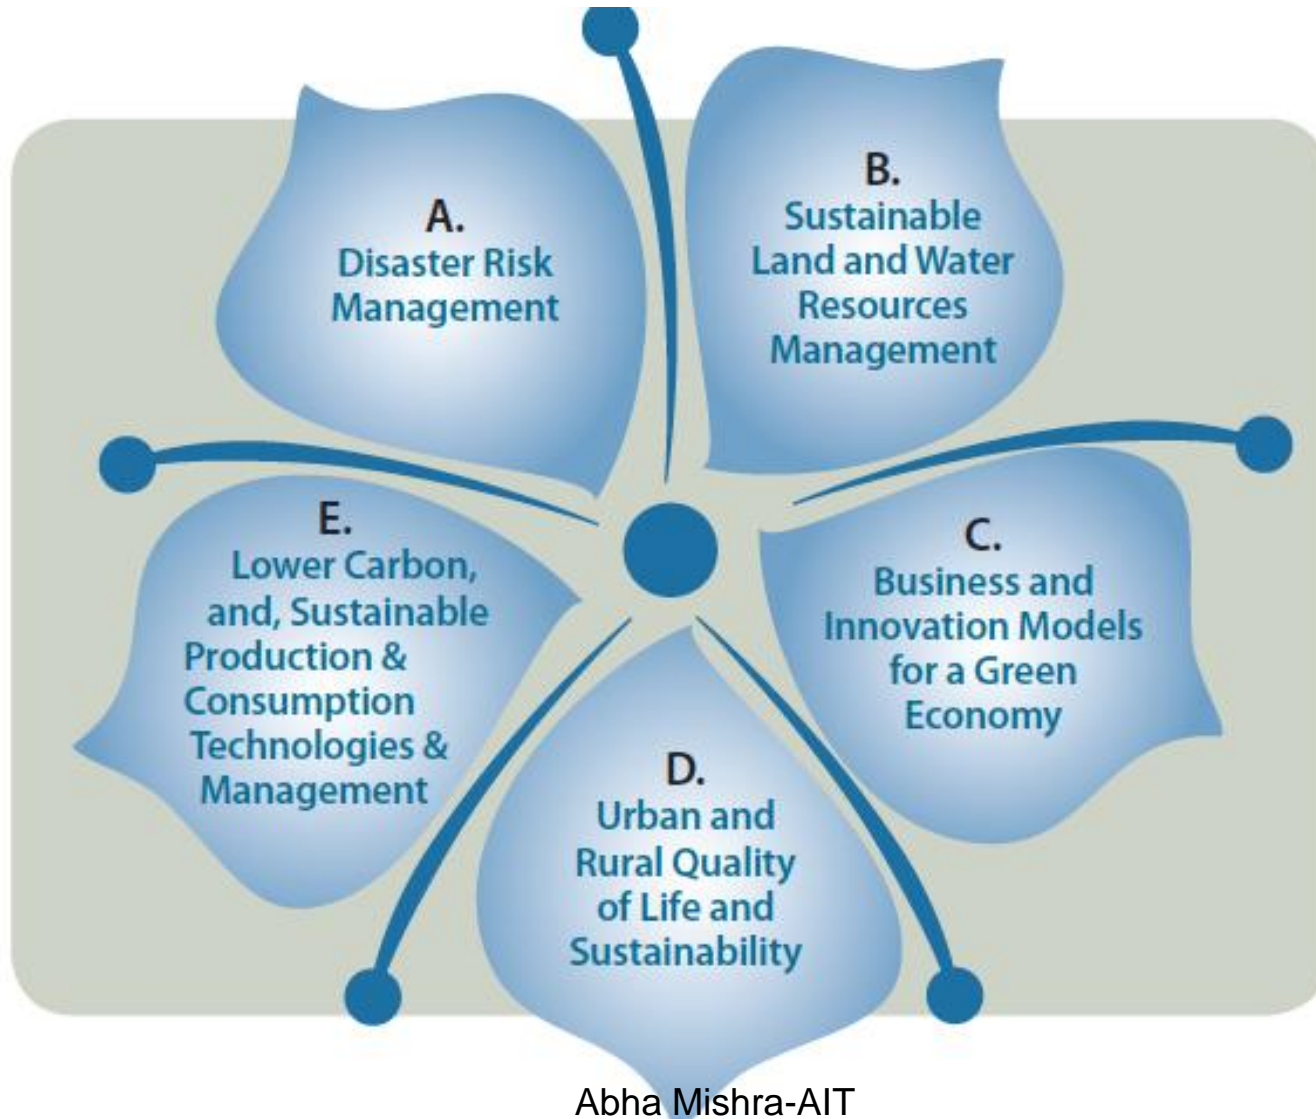 A.
Disaster Risk
Management
B.
Sustainable
Land and Water
Resources
Management
C.
Business and
Innovation Models
for a Green
Economy
D.
Urban and
Rural Quality
of Life and
Sustainability
E.
Lower Carbon,
and, Sustainable
Production &
Consumption
Technologies &
Management
Abha Mishra-AIT